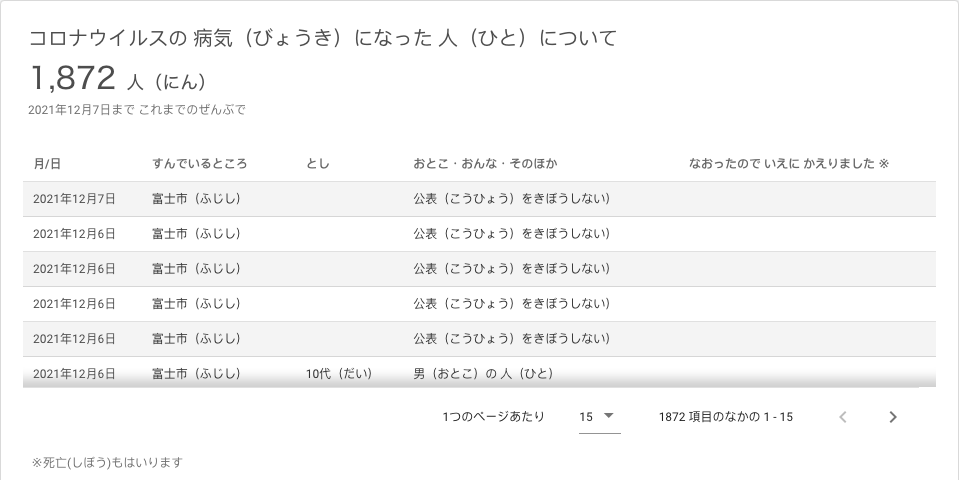 コロナウイルスの 病気（びょうき）になった 人（ひと）について
1,872 人（にん）
2021年12月7日まで これまでのぜんぶで
月/日 すんでいるところ とし おとこ・おんな・そのほか なおったので いえに かえりました ※
2021年12月7日 富士市（ふじし） 公表（こうひょう）をきぼうしない）
2021年12月6日 富士市（ふじし） 公表（こうひょう）をきぼうしない）
2021年12月6日 富士市（ふじし） 公表（こうひょう）をきぼうしない）
2021年12月6日 富士市（ふじし） 公表（こうひょう）をきぼうしない）
2021年12月6日 富士市（ふじし） 公表（こうひょう）をきぼうしない）
2021年12月6日 富士市（ふじし） 10代（だい） 男（おとこ）の 人（ひと）
1つのページあたり 15 1872 項目のなかの 1 - 15
※死亡(しぼう)もはいります